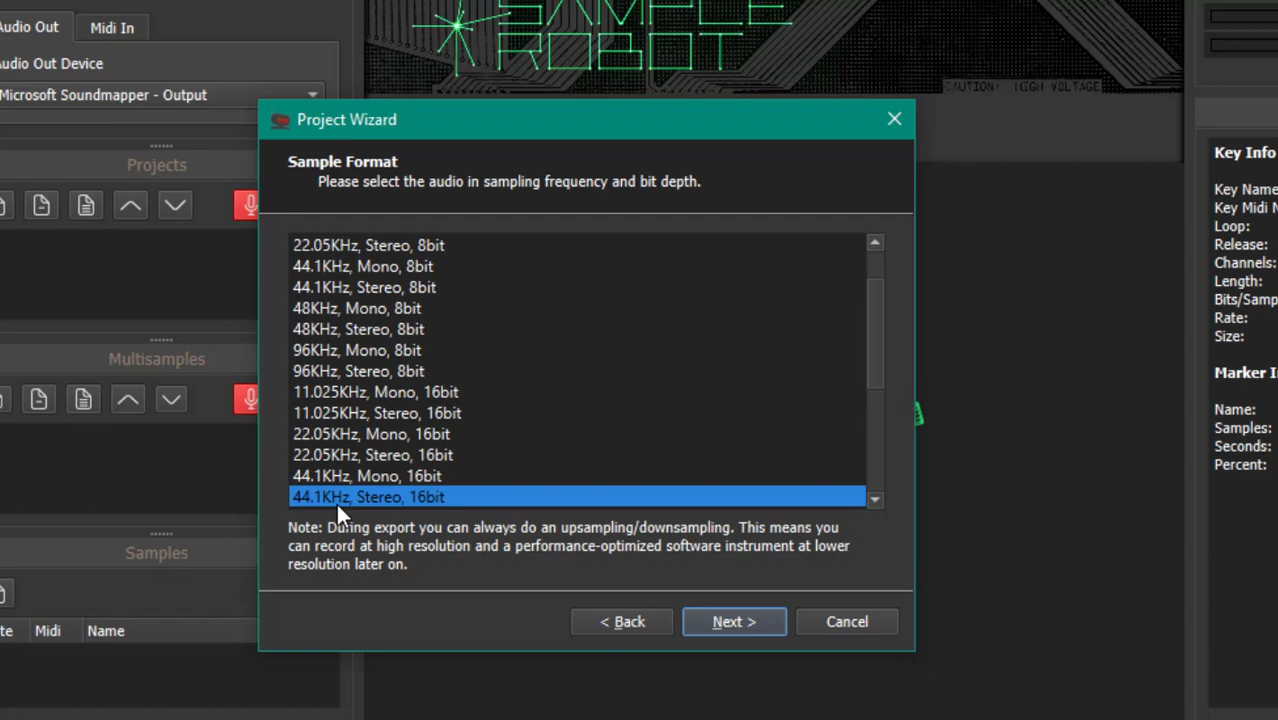 Audio Out
Midi In
Audio Out Device
Microsoft Soundmapper - Output
SAMPLE
ROBOT
CAUTION! HIGH VOLTAGE
Project Wizard
Sample Format
Please select the audio in sampling frequency and bit depth.
22.05KHz, Stereo, 8bit
44.1KHz, Mono, 8bit
44.1KHz, Stereo, 8bit
48KHz, Mono, 8bit
48KHz, Stereo, 8bit
96KHz, Mono, 8bit
96KHz, Stereo, 8bit
11.025KHz, Mono, 16bit
11.025KHz, Stereo, 16bit
22.05KHz, Mono, 16bit
22.05KHz, Stereo, 16bit
44.1KHz, Mono, 16bit
44.1KHz, Stereo, 16bit
Note: During export you can always do an upsampling/downsampling. This means you
can record at high resolution and a performance-optimized software instrument at lower
resolution later on.
< Back
Next >
Cancel
Projects
Multisamples
Samples
Midi
Name
Key Info
Key Name
Key Midi N
Loop:
Release:
Channels:
Length:
Bits/Samp
Rate:
Size:
Marker I
Name:
Samples:
Seconds:
Percent: